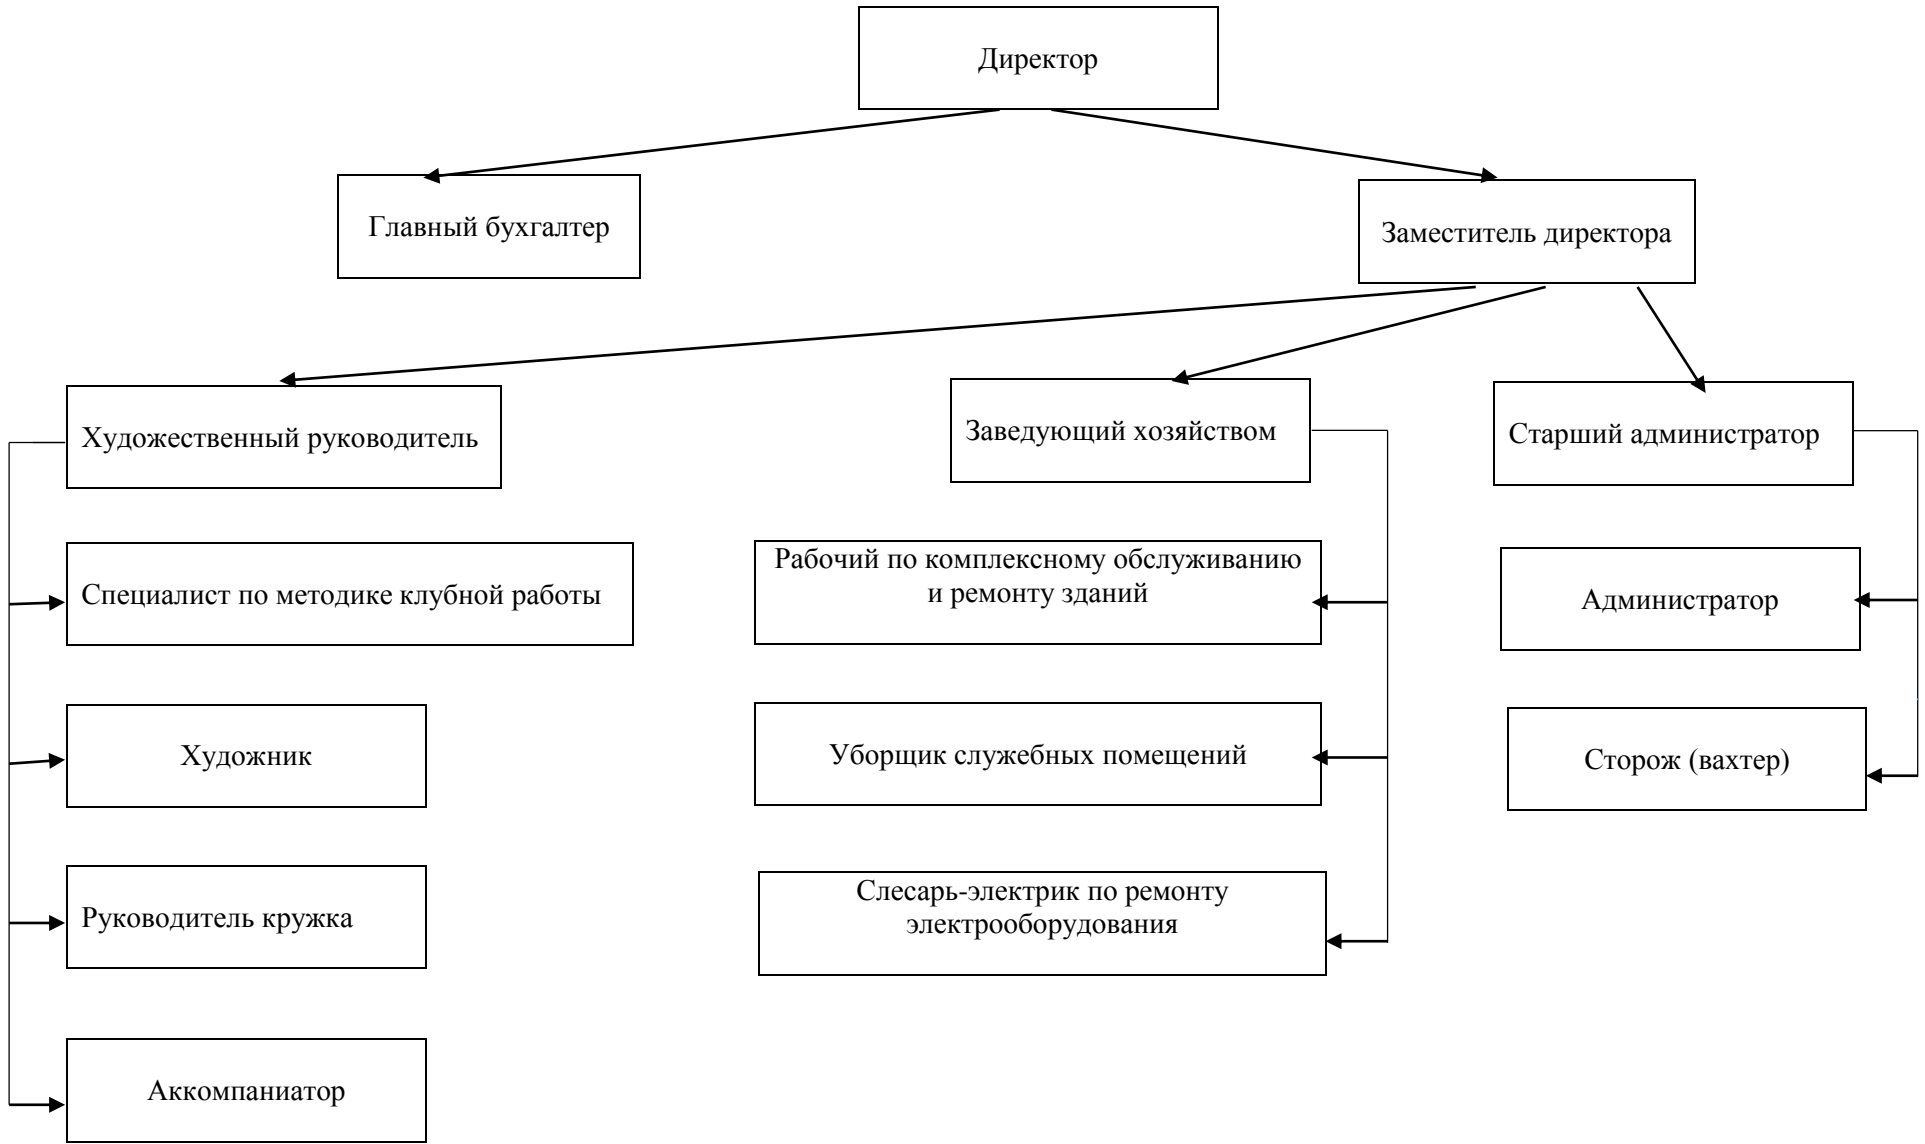 Директор
Главный бухгалтер
Заместитель директора
Художественный руководитель
Заведующий хозяйством
Старший администратор
Специалист по методике клубной работы
Рабочий по комплексному обслуживанию
и ремонту зданий
Администратор
Художник
Уборщик служебных помещений
Сторож (вахтер)
Руководитель кружка
Слесарь-электрик по ремонту
электрооборудования
Аккомпаниатор